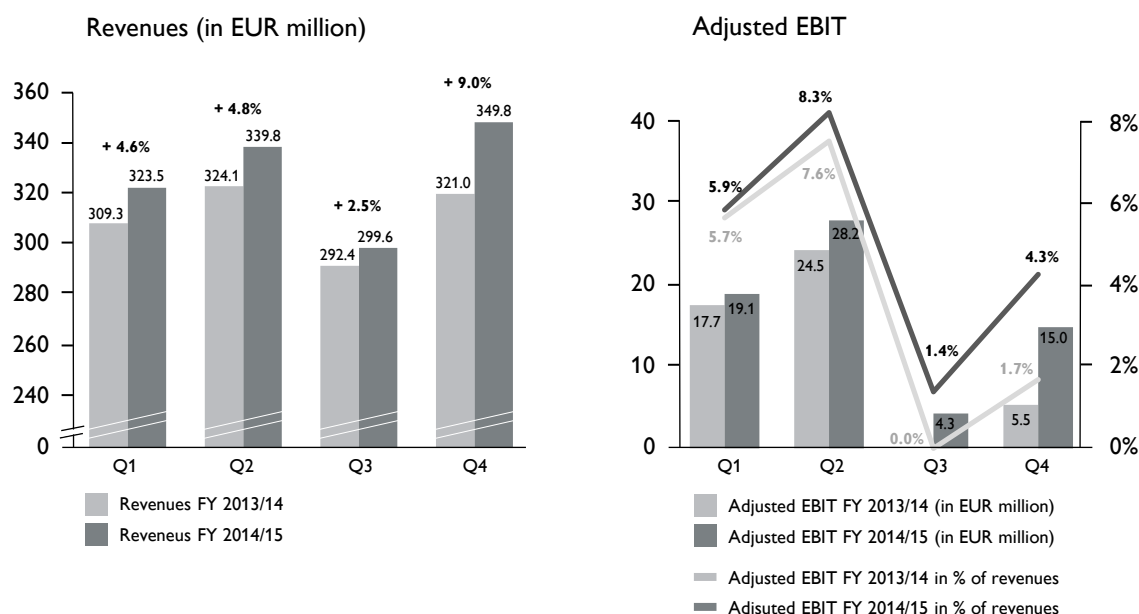 Revenues (in EUR million)
360
340
320
300
280
260
240
0
+ 4.6%
309.3
323.5
+ 4.8%
324.1
339.8
+ 2.5%
292.4
299.6
+ 9.0%
321.0
349.8
Q1
Q2
Q3
Q4
Revenues FY 2013/14
Reveneus FY 2014/15
Adjusted EBIT
40
30
20
10
0
8%
6%
4%
2%
0%
5.9%
5.7%
17.7
19.1
8.3%
7.6%
24.5
28.2
1.4%
0.0%
4.3
4.3%
1.7%
5.5
15.0
Q1
Q2
Q3
Q4
Adjusted EBIT FY 2013/14 (in EUR million)
Adjusted EBIT FY 2014/15 (in EUR million)
Adjusted EBIT FY 2013/14 in % of revenues
Adjusted EBIT FY 2014/15 in % of revenues